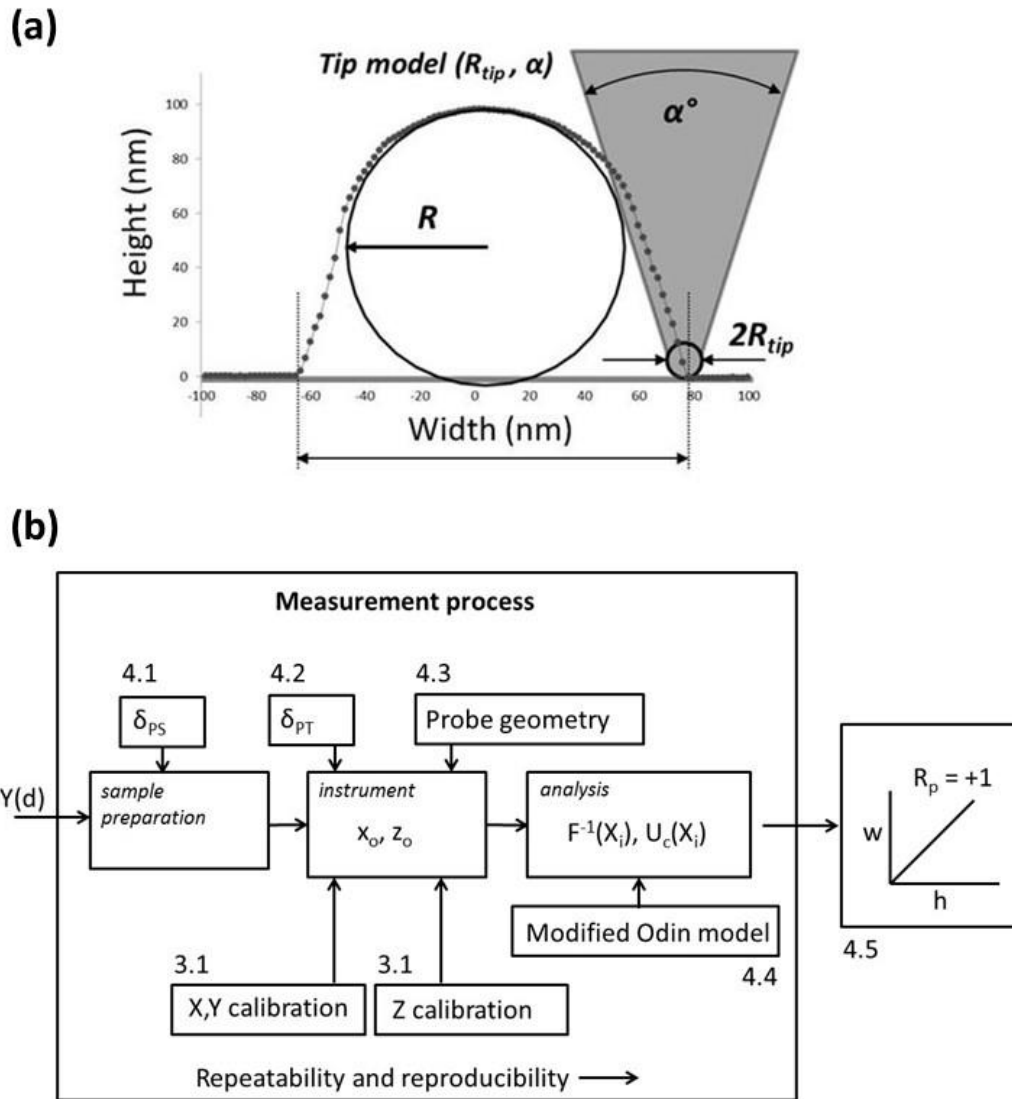 (a)
Tip model (R_tip, α)
α°
Height (nm)
100
80
60
40
20
0
R
2R_tip
-100 -80 -60 -40 -20 0 20 40 60 80 100
Width (nm)
(b)
Measurement process
4.1 4.2 4.3
δ_PS δ_PT Probe geometry
Y(d)
sample
preparation
instrument
x_o, z_o
analysis
F⁻¹(X_i), U_c(X_i)
R_p = +1
w
h
Modified Odin model
4.4
4.5
3.1 3.1
X,Y calibration Z calibration
Repeatability and reproducibility